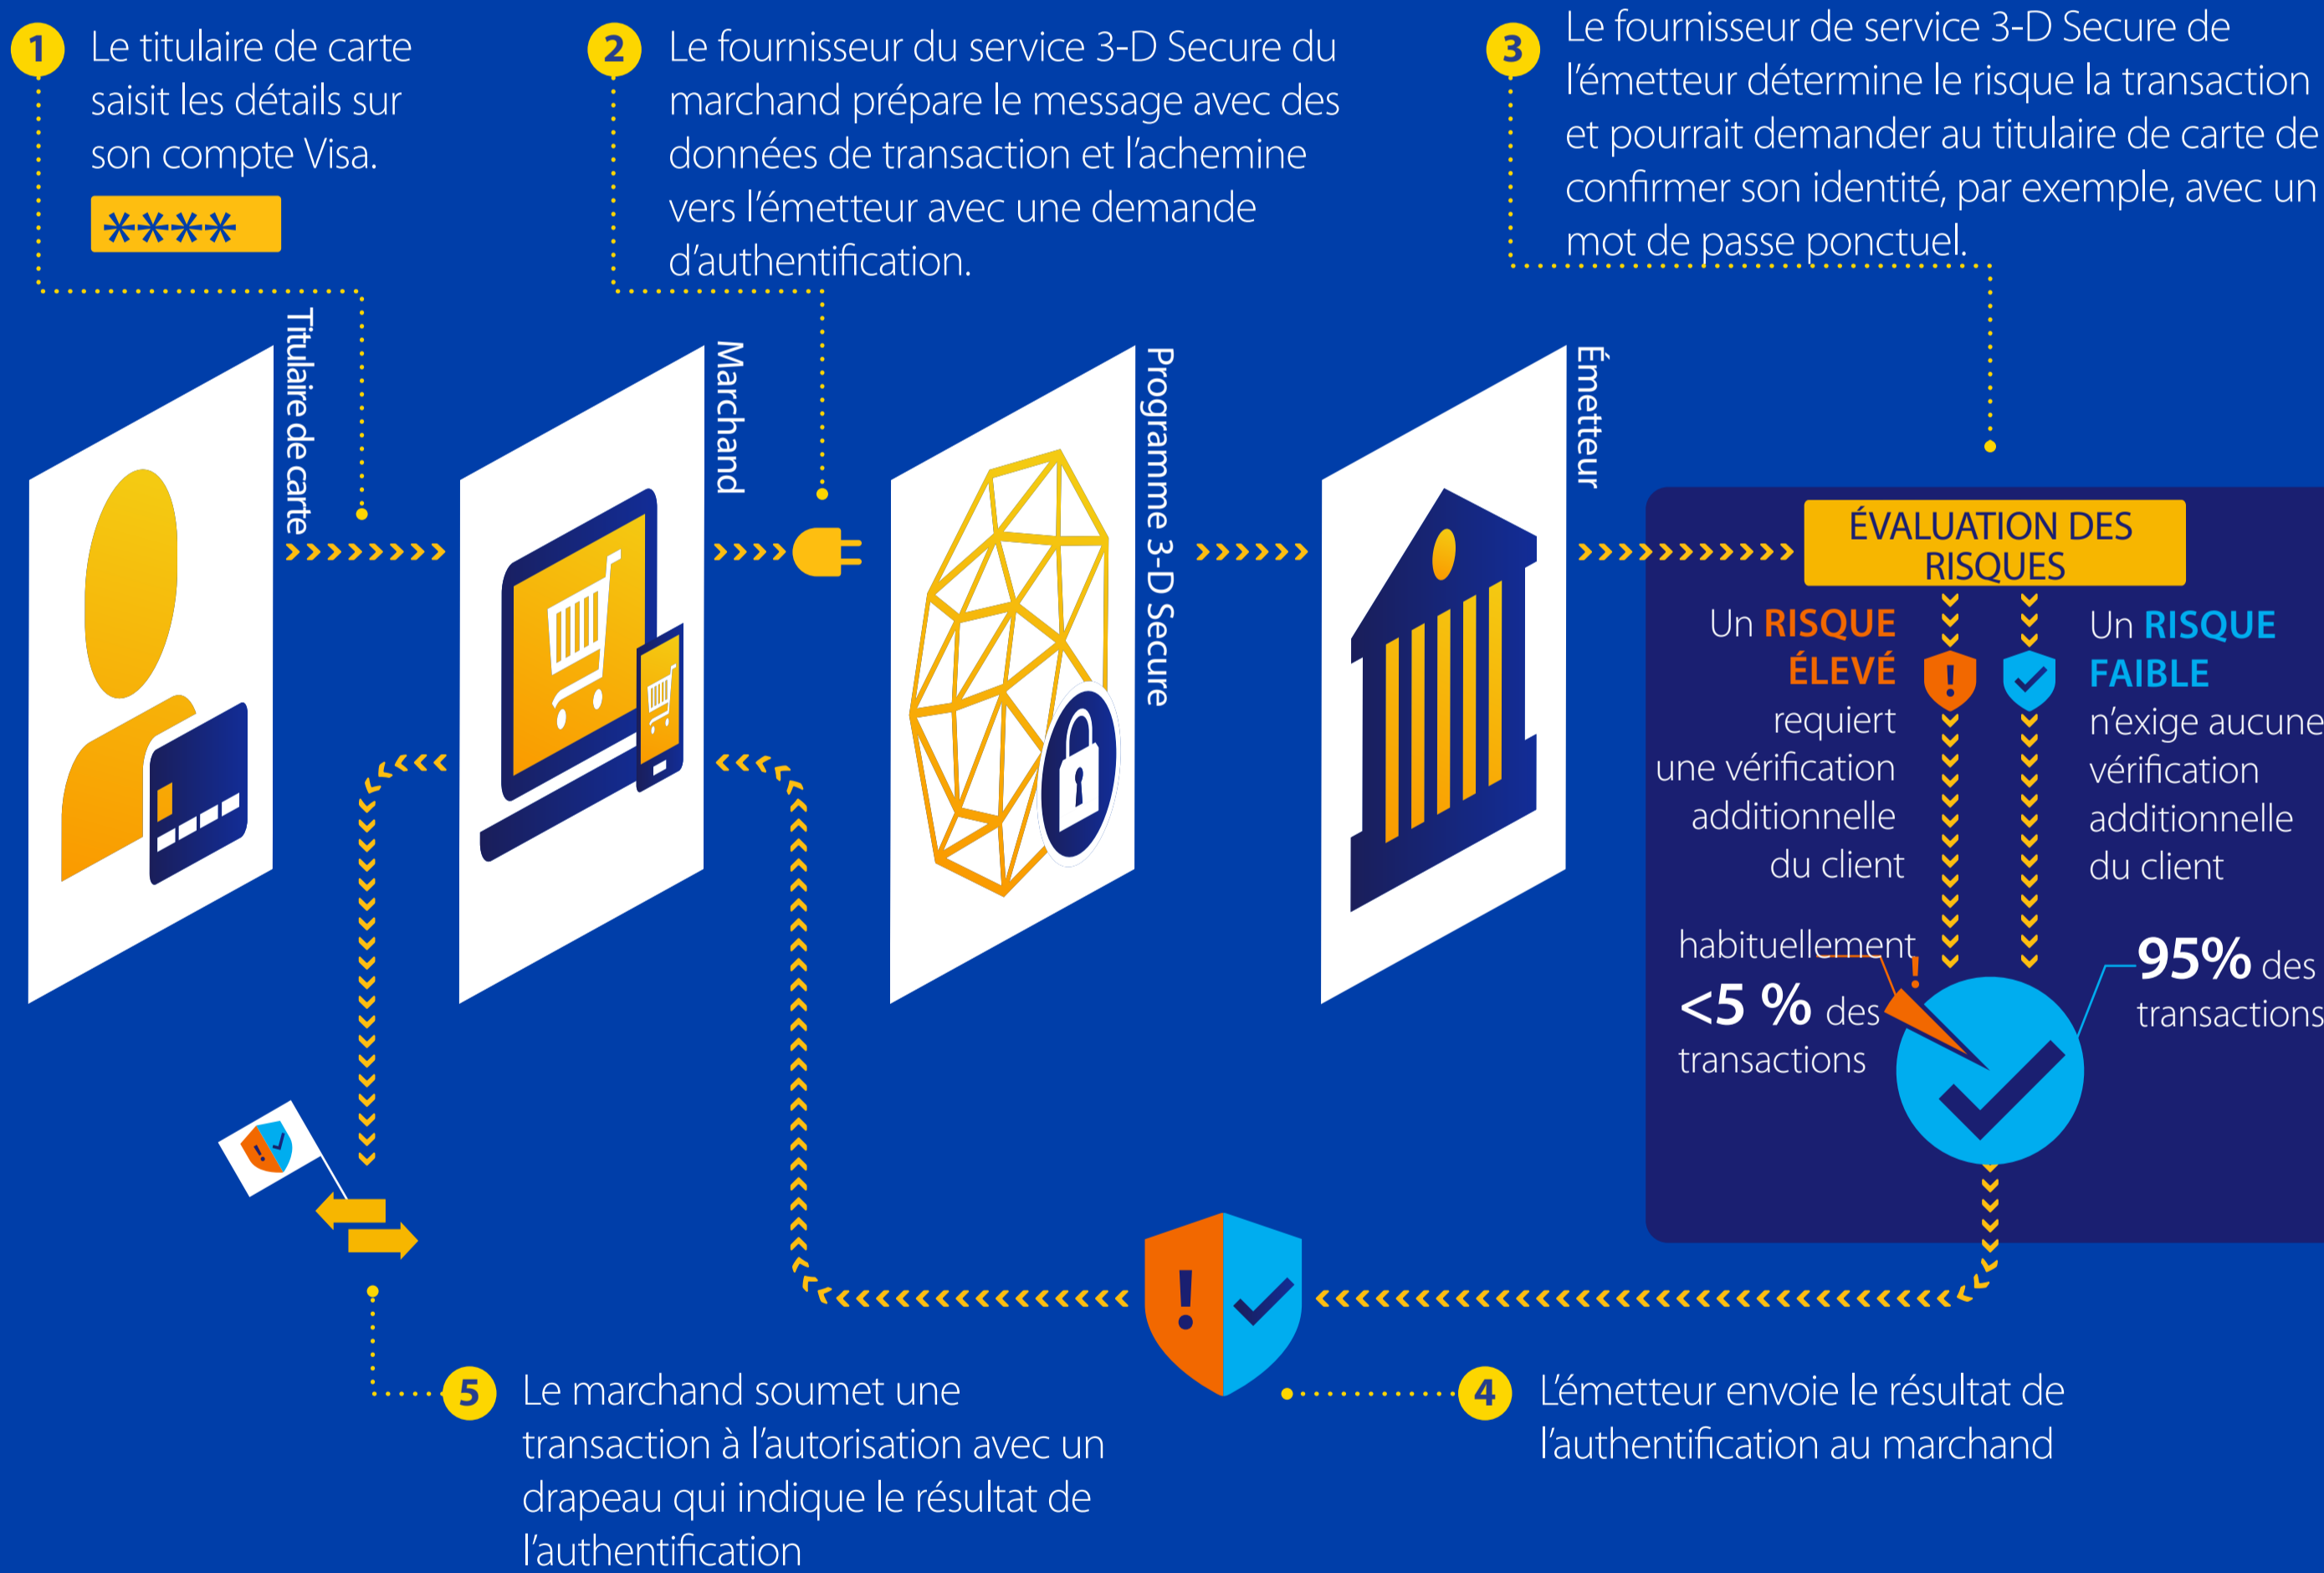 1
Le titulaire de carte
saisit les détails sur
son compte Visa.
****
2
Le fournisseur du service 3-D Secure du
marchand prépare le message avec des
données de transaction et l’achemine
vers l’émetteur avec une demande
d’authentification.
3
Le fournisseur de service 3-D Secure de
l’émetteur détermine le risque la transaction
et pourrait demander au titulaire de carte de
confirmer son identité, par exemple, avec un
mot de passe ponctuel.
Titulaire de carte
Marchand
Programme 3-D Secure
Émetteur
ÉVALUATION DES
RISQUES
Un RISQUE
ÉLEVÉ
requiert
une vérification
additionnelle
du client
habituellement
<5 % des
transactions
Un RISQUE
FAIBLE
n’exige aucune
vérification
additionnelle
du client
95% des
transactions
4
L’émetteur envoie le résultat de
l’authentification au marchand
5
Le marchand soumet une
transaction à l’autorisation avec un
drapeau qui indique le résultat de
l’authentification